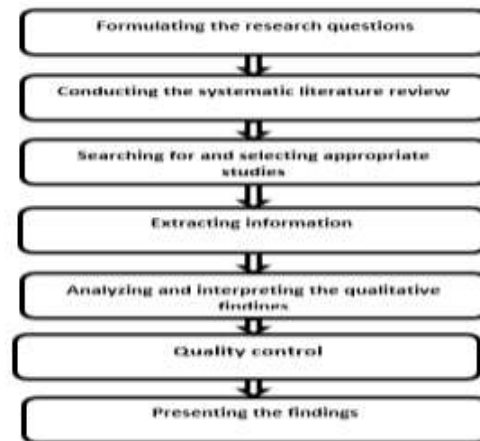 Formulating the research questions
Conducting the systematic literature review
Searching for and selecting appropriate
studies
Extracting information
Analyzing and interpreting the qualitative
findines
Quality control
Presenting the findings